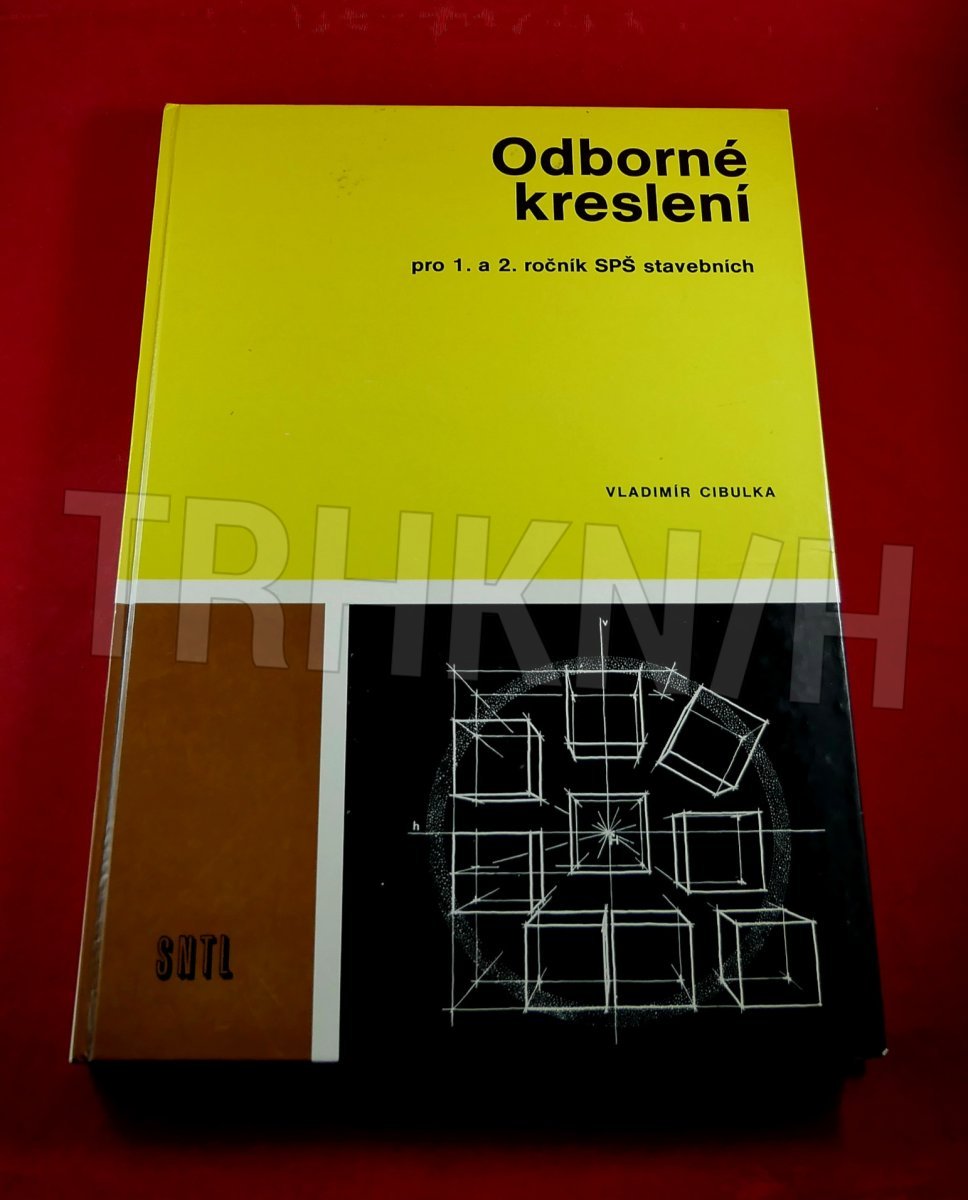 Odborné
kreslení
pro 1. a 2. ročník SPŠ stavebních
VLADIMÍR CIBULKA
TRHKNIH
v
h
H
SNTL